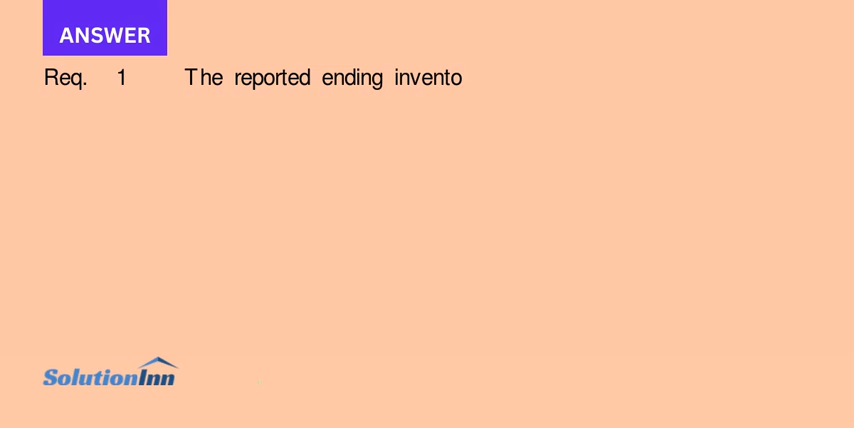 ANSWER
Req. 1 The reported ending invento
SolutionInn